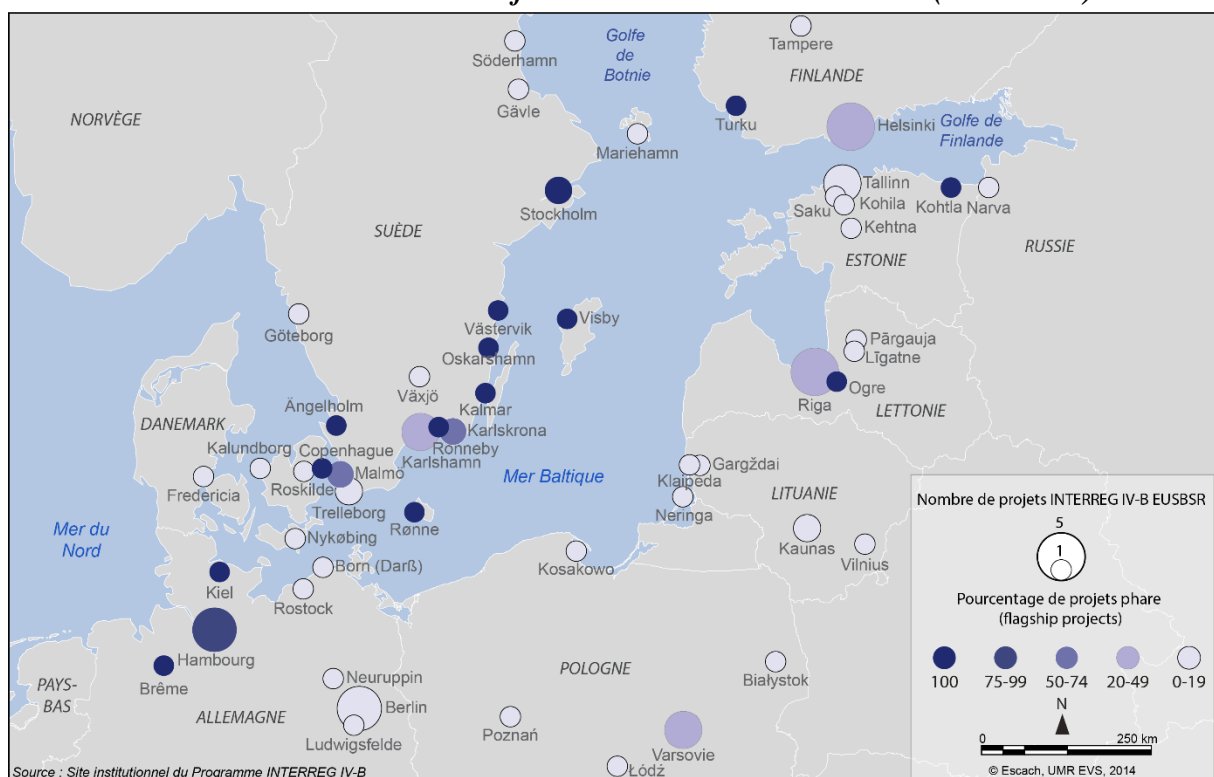 Golfe
de
Botnie
Tampere
Söderhamn
FINLANDE
Gävle
NORVÈGE
Turku
Helsinki
Golfe de
Finlande
Mariehamn
Tallinn
Stockholm
Saku
Kohila
Kohtla
Narva
SUÈDE
Kehtna
RUSSIE
ESTONIE
Göteborg
Västervik
Visby
Oskarshamn
Pārgauja
Līgatne
Växjö
Kalmar
Ogre
Riga
LETTONIE
Ängelholm
DANEMARK
Karlskrona
Ronneby
Karlshamn
Kalundborg
Copenhague
Malmö
Roskilde
Fredericia
Trelleborg
Mer Baltique
Gargždai
Klaipėda
LITUANIE
Neringa
Rønne
Mer du
Nord
Nykøbing
Kaunas
Vilnius
Kosakowo
Born (Darß)
Kiel
Rostock
Hambourg
Brême
POLOGNE
Białystok
PAYS-
BAS
Neuruppin
ALLEMAGNE
Berlin
Ludwigsfelde
Poznań
Varsovie
Łódź
Nombre de projets INTERREG IV-B EUSBSR
5
1
Pourcentage de projets phare
(flagship projects)
100 75-99 50-74 20-49 0-19
N
0 250 km
© Escach, UMR EVS, 2014
Source : Site institutionnel du Programme INTERREG IV-B